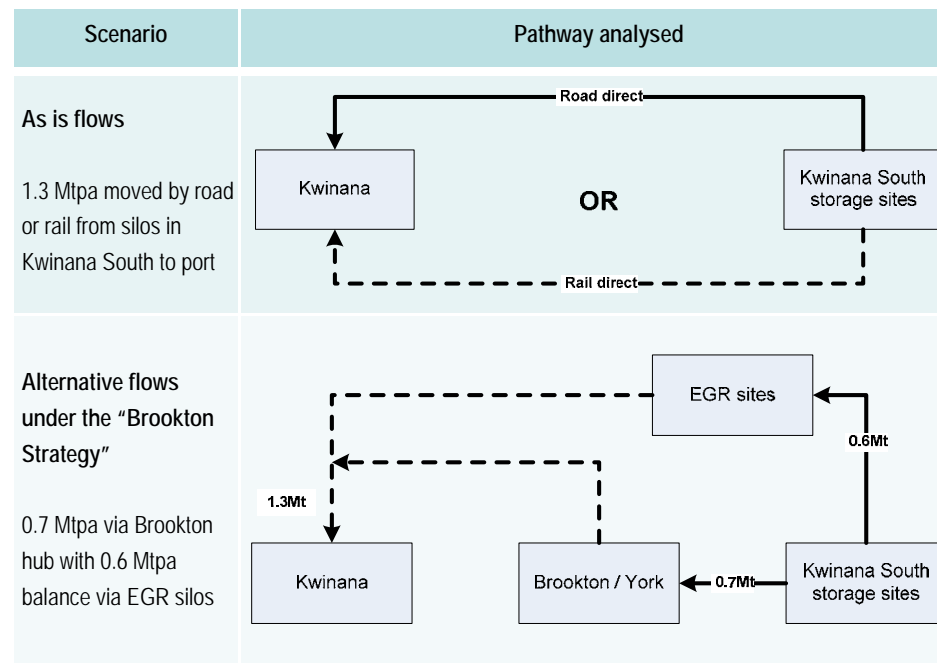 Scenario
Pathway analysed
As is flows
1.3 Mtpa moved by road
or rail from silos in
Kwinana South to port
Road direct
Kwinana
OR
Kwinana South
storage sites
Rail direct
Alternative flows
under the “Brookton
Strategy”
0.7 Mtpa via Brookton
hub with 0.6 Mtpa
balance via EGR silos
EGR sites
0.6Mt
1.3Mt
Kwinana
Brookton / York
0.7Mt
Kwinana South
storage sites